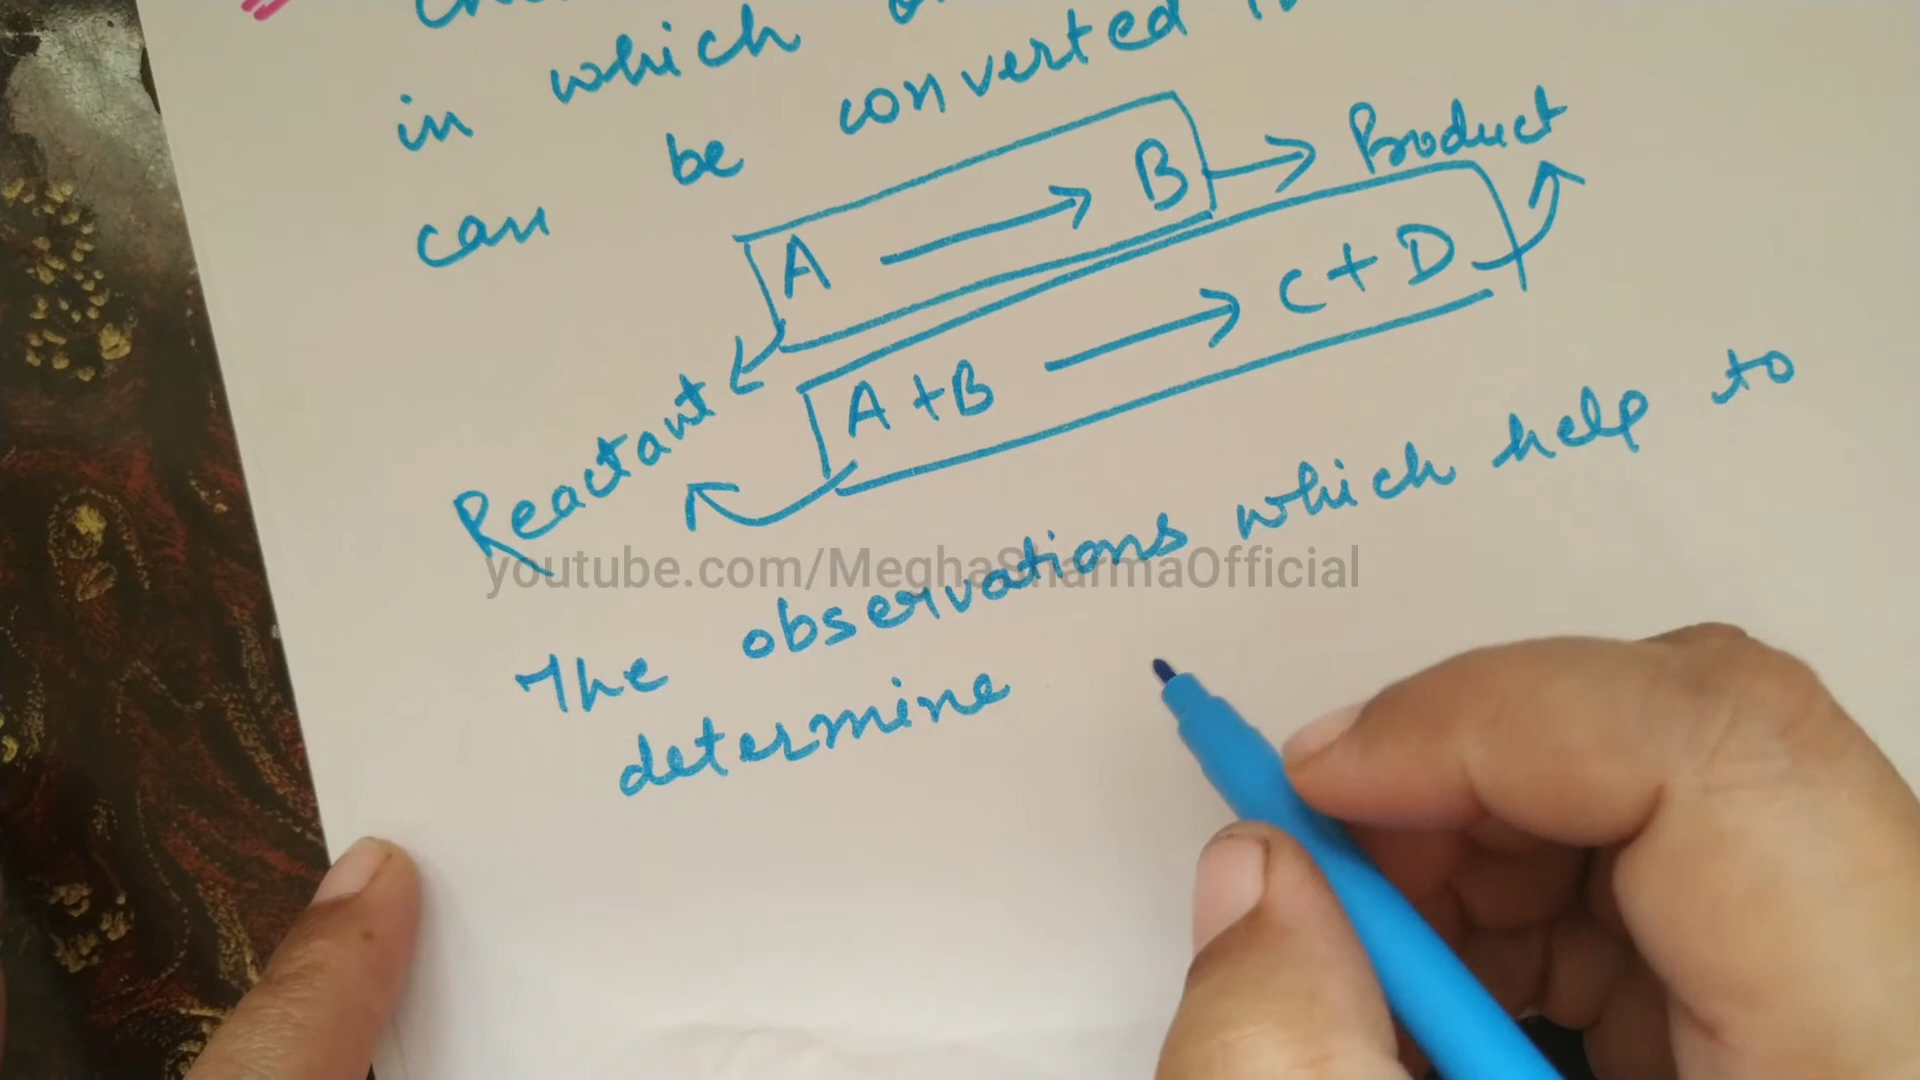 in which
can be converted
A → B → Product
A + B → C + D
Reactant
The observations which help to
determine
youtube.com/MeghaSharmaOfficial